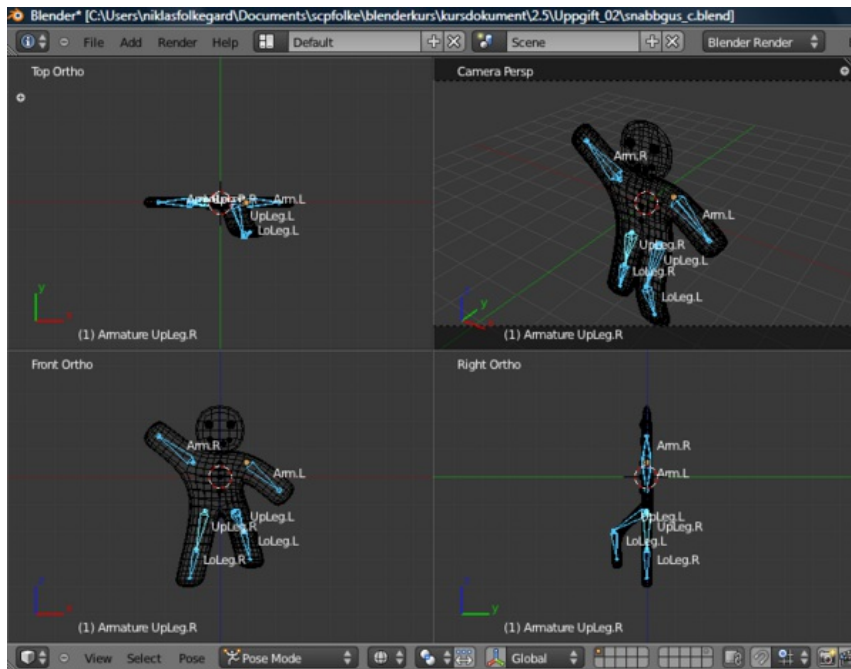 Blender* [C:\Users\niklasfolkegard\Documents\scpfolke\blenderkurs\kursdokument\2.5\Uppgift_02\snabbgus_c.blend]
File Add Render Help Default Scene Blender Render
Top Ortho
Arm.L
UpLeg.L
LoLeg.L
y
x
(1) Armature UpLeg.R
Camera Persp
Arm.R
Arm.L
UpLeg.R
UpLeg.L
LoLeg.R
LoLeg.L
z
y
x
(1) Armature UpLeg.R
Front Ortho
Arm.R
Arm.L
UpLeg.L
UpLeg.R
LoLeg.L
LoLeg.R
z
x
(1) Armature UpLeg.R
Right Ortho
Arm.R
Arm.L
UpLeg.L
UpLeg.R
LoLeg.L
LoLeg.R
z
y
(1) Armature UpLeg.R
View Select Pose Pose Mode Global